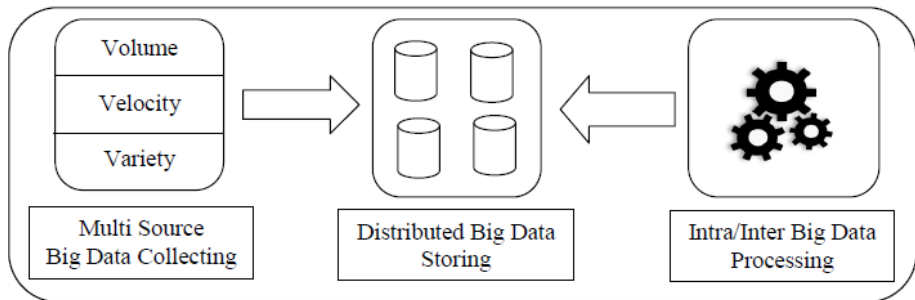 Volume
Velocity
Variety
Multi Source
Big Data Collecting
Distributed Big Data
Storing
Intra/Inter Big Data
Processing